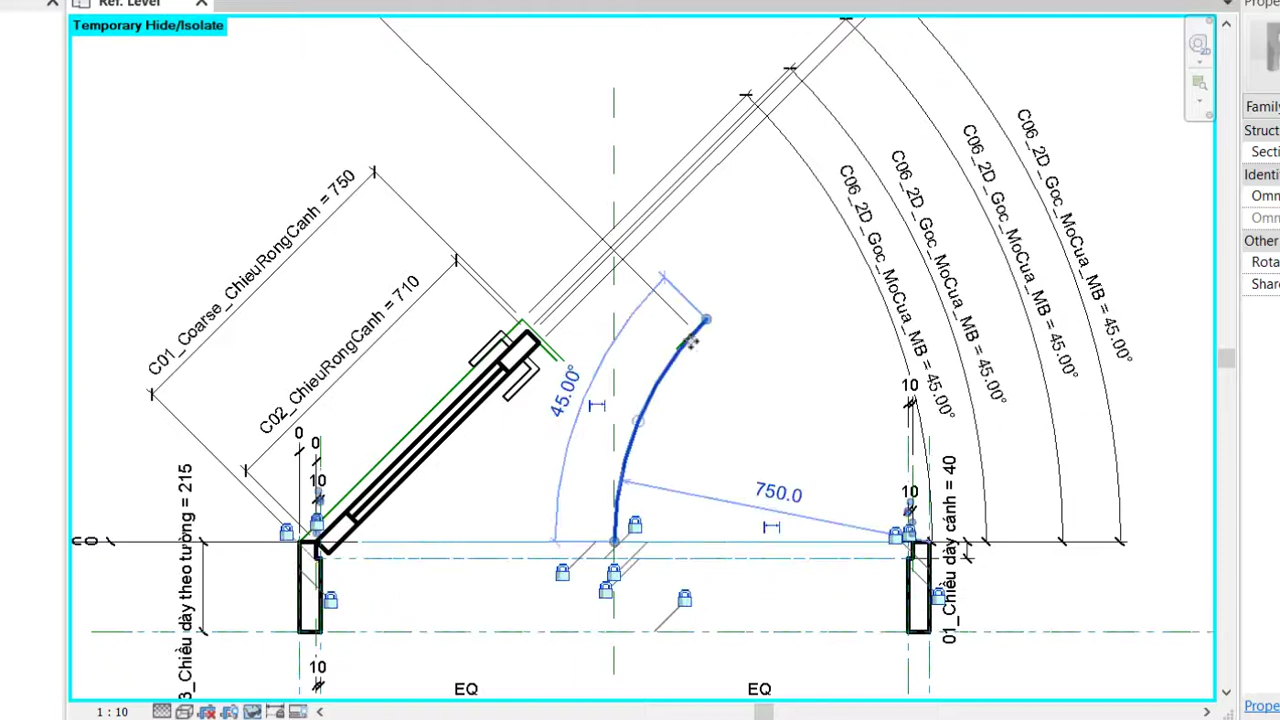 Ref. Level
Prope
Temporary Hide/Isolate
Family
Struct
Secti
Identi
Omn
Omn
Other
Rota
Share
C01_Coarse_ChieuRongCanh = 750
C02_ChieuRongCanh = 710
C06_2D_Goc_MoCua_MB = 45.00°
C06_2D_Goc_MoCua_MB = 45.00°
C06_2D_Goc_MoCua_MB = 45.00°
C06_2D_Goc_MoCua_MB = 45.00°
45.00°
750.0
10
0
0
10
10
0
3_Chiều dày theo tường = 215
01_Chiều dày cánh = 40
10
EQ
EQ
1 : 10
Prope